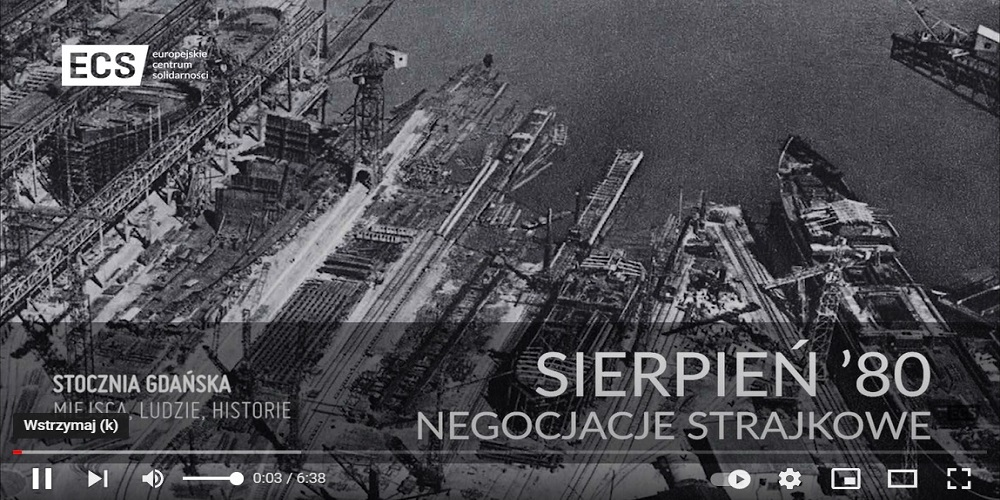 ECS
europejskie
centrum
solidarności
SIERPIEŃ ’80
STOCZNIA GDAŃSKA
MIEJSCA, LUDZIE, HISTORIE
NEGOCJACJE STRAJKOWE
Wstrzymaj (k)
0:03 / 6:38